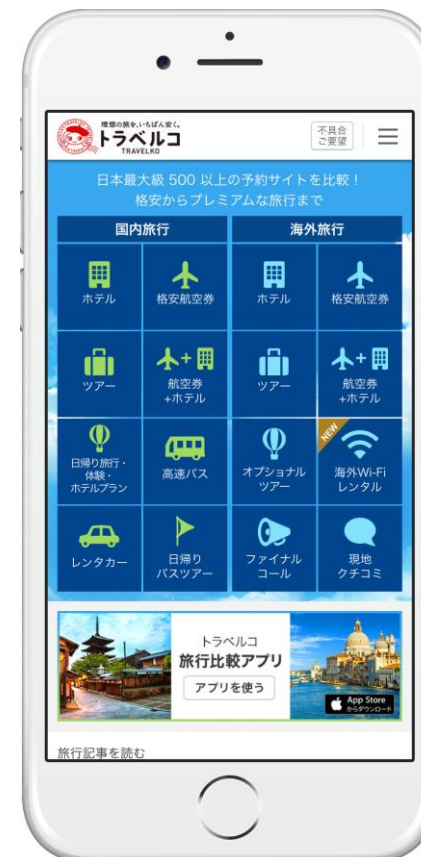 理想の旅を、いちばん安く。
トラベルコ
TRAVELKO
不具合
ご要望
日本最大級 500 以上の予約サイトを比較！
格安からプレミアムな旅行まで
国内旅行
海外旅行
ホテル
格安航空券
ホテル
格安航空券
ツアー
航空券
+ホテル
ツアー
航空券
+ホテル
日帰り旅行・
体験・
ホテルプラン
高速バス
オプショナル
ツアー
NEW
海外Wi-Fi
レンタル
レンタカー
日帰り
バスツアー
ファイナル
コール
現地
クチコミ
トラベルコ
旅行比較アプリ
アプリを使う
App Store
からダウンロード
旅行記事を読む